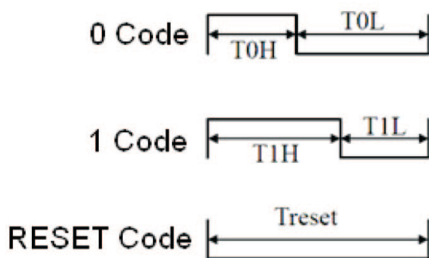 0 Code T0H T0L
1 Code T1H T1L
RESET Code Treset